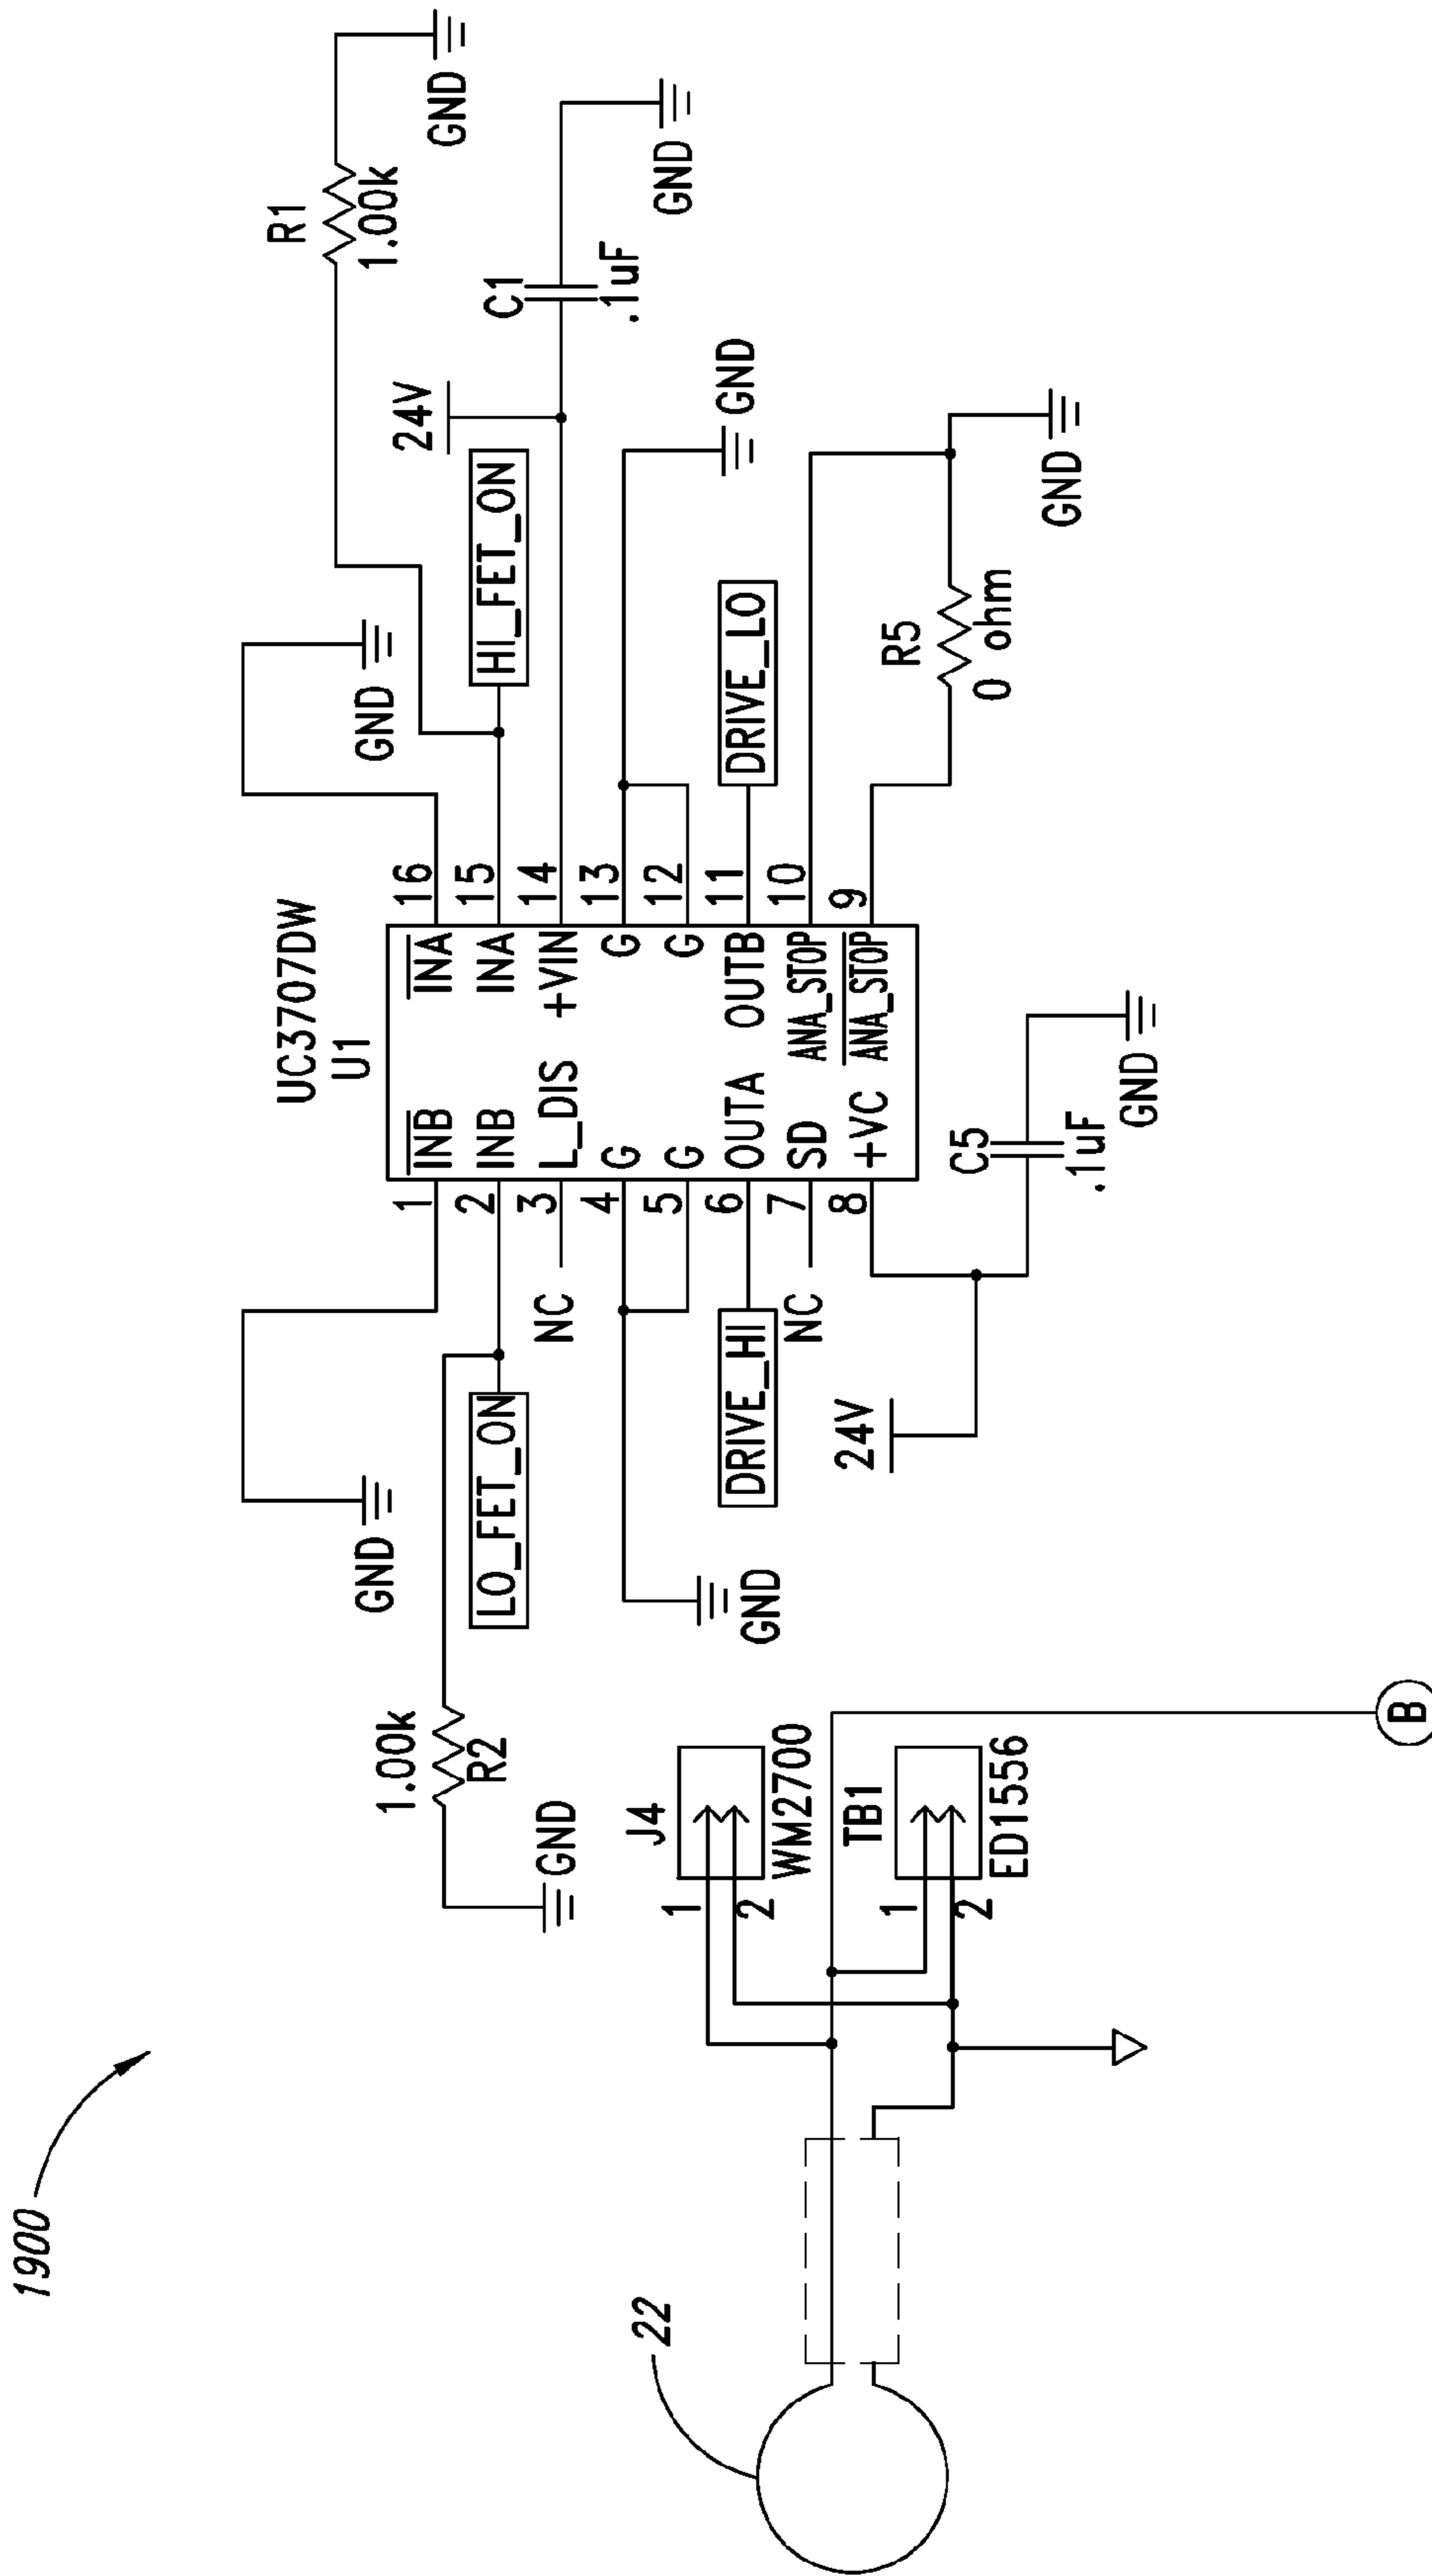 1900
R1
1.00k
GND
GND
24V
C1
.1uF
GND
HI_FET_ON
UC3707DW
U1
GND
1.00k
R2
GND
LO_FET_ON
1 INB INA 16
2 INB INA 15
NC 3 L_DIS +VIN 14
4 G G 13
5 G G 12
DRIVE_HI 6 OUTA OUTB 11 DRIVE_LO
NC 7 SD ANA_STOP 10
8 +VC ANA_STOP 9
GND
GND
24V
C5
.1uF
GND
R5
0 ohm
GND
J4
1
2
WM2700
TB1
1
2
ED1556
22
B